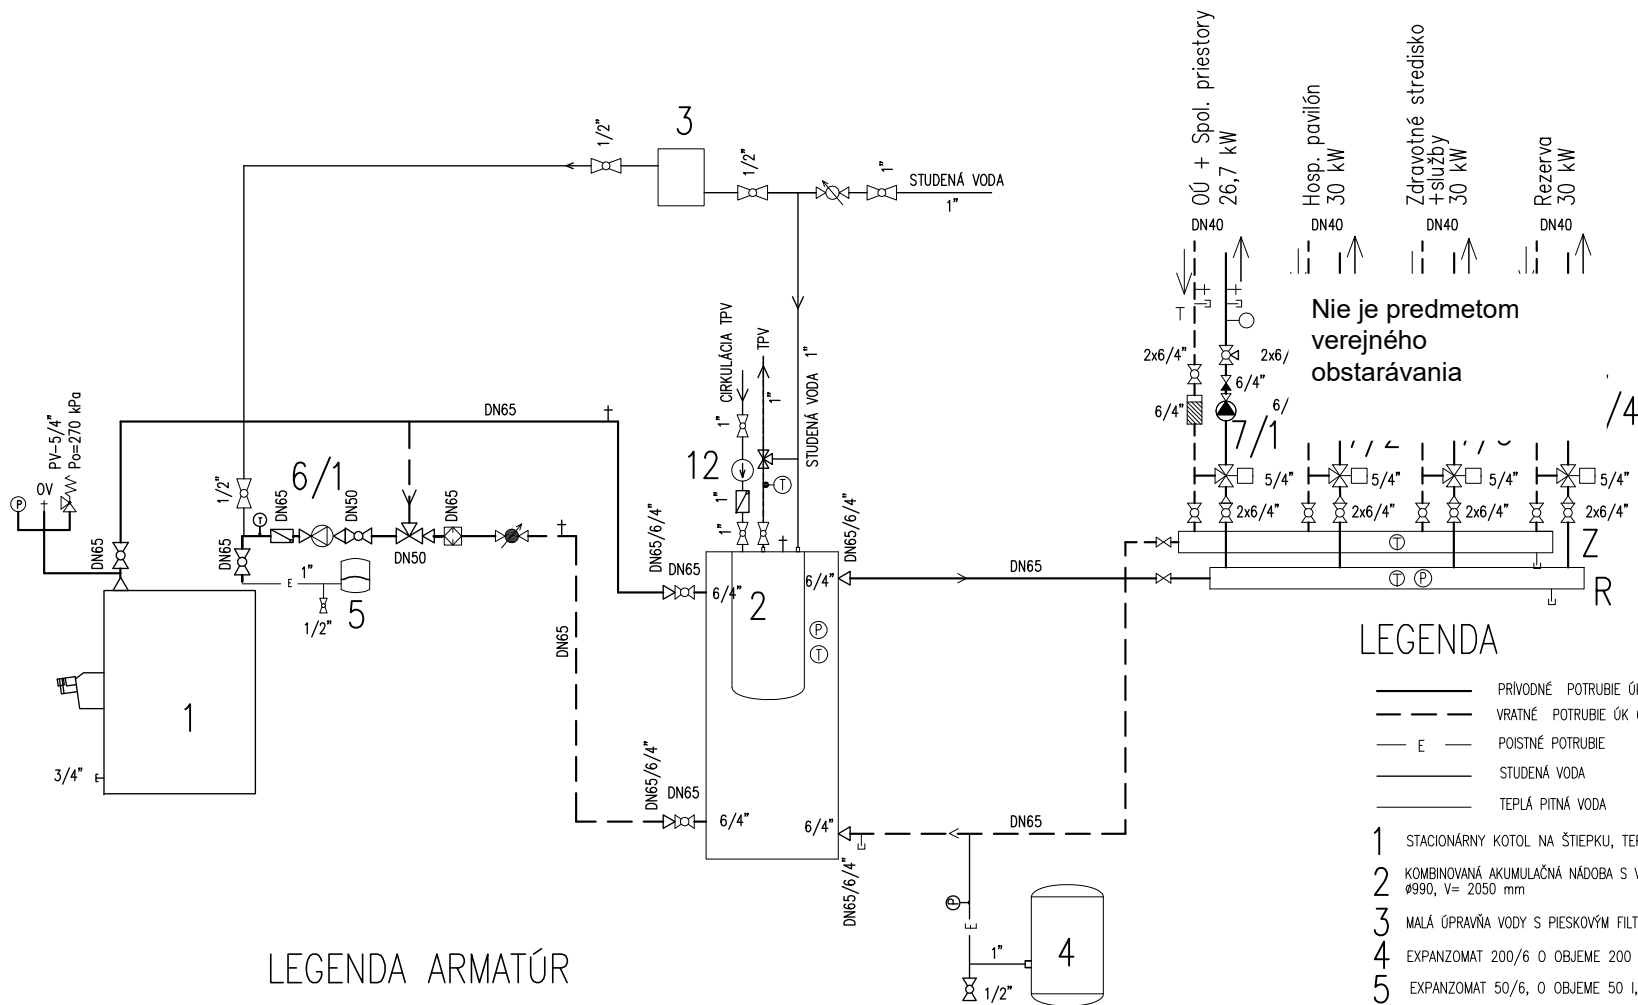 OÚ + Spol. priestory
26,7 kW
Hosp. pavilón
30 kW
Zdravotné stredisko
+služby
30 kW
Rezerva
30 kW
DN40
DN40
DN40
DN40
3
1/2"
1/2"
1"
STUDENÁ VODA
1"
Nie je predmetom
verejného
obstarávania
T
2x6/4"
2x6/
6/4"
6/4"
6/
7/1
/4
CIRKULÁCIA TPV
TPV
1"
1"
STUDENÁ VODA 1"
DN65
PV-5/4"
Po=270 kPa
P
OV
6/1
1/2"
12
1"
1"
T
5/4"
5/4"
5/4"
5/4"
T
DN65
DN50
DN65
DN50
DN65
DN65
2x6/4"
2x6/4"
2x6/4"
2x6/4"
T
Z
T
P
R
1"
E
1/2"
5
DN65/6/4"
DN65
6/4"
2
6/4"
DN65/6/4"
DN65
P
T
1
3/4"
DN65
DN65/6/4"
DN65
6/4"
6/4"
DN65
DN65/6/4"
P
E
1"
1/2"
4
LEGENDA
PRÍVODNÉ POTRUBIE
VRATNÉ POTRUBIE ÚK
E POISTNÉ POTRUBIE
STUDENÁ VODA
TEPLÁ PITNÁ VODA
1 STACIONÁRNY KOTOL NA ŠTIEPKU,
2 KOMBINOVANÁ AKUMULAČNÁ NÁDOBA S
ø990, V= 2050 mm
3 MALÁ ÚPRAVŇA VODY S PIESKOVÝM FILT
4 EXPANZOMAT 200/6 O OBJEME 200
5 EXPANZOMAT 50/6, O OBJEME 50 l,
LEGENDA ARMATÚR